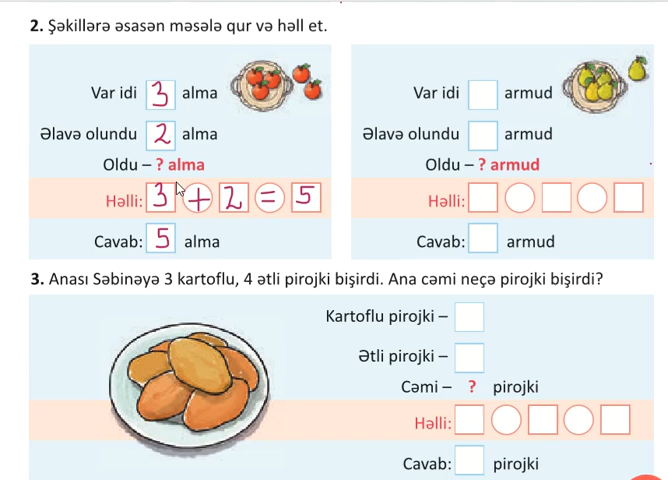 2. Şəkillərə əsasən məsələ qur və həll et.
Var idi 3 alma
Əlavə olundu 2 alma
Oldu – ? alma
Həlli: 3 + 2 = 5
Cavab: 5 alma
Var idi armud
Əlavə olundu armud
Oldu – ? armud
Həlli:
Cavab: armud
3. Anası Səbinəyə 3 kartoflu, 4 ətli pirojki bişirdi. Ana cəmi neçə pirojki bişirdi?
Kartoflu pirojki –
Ətli pirojki –
Cəmi – ? pirojki
Həlli:
Cavab: pirojki